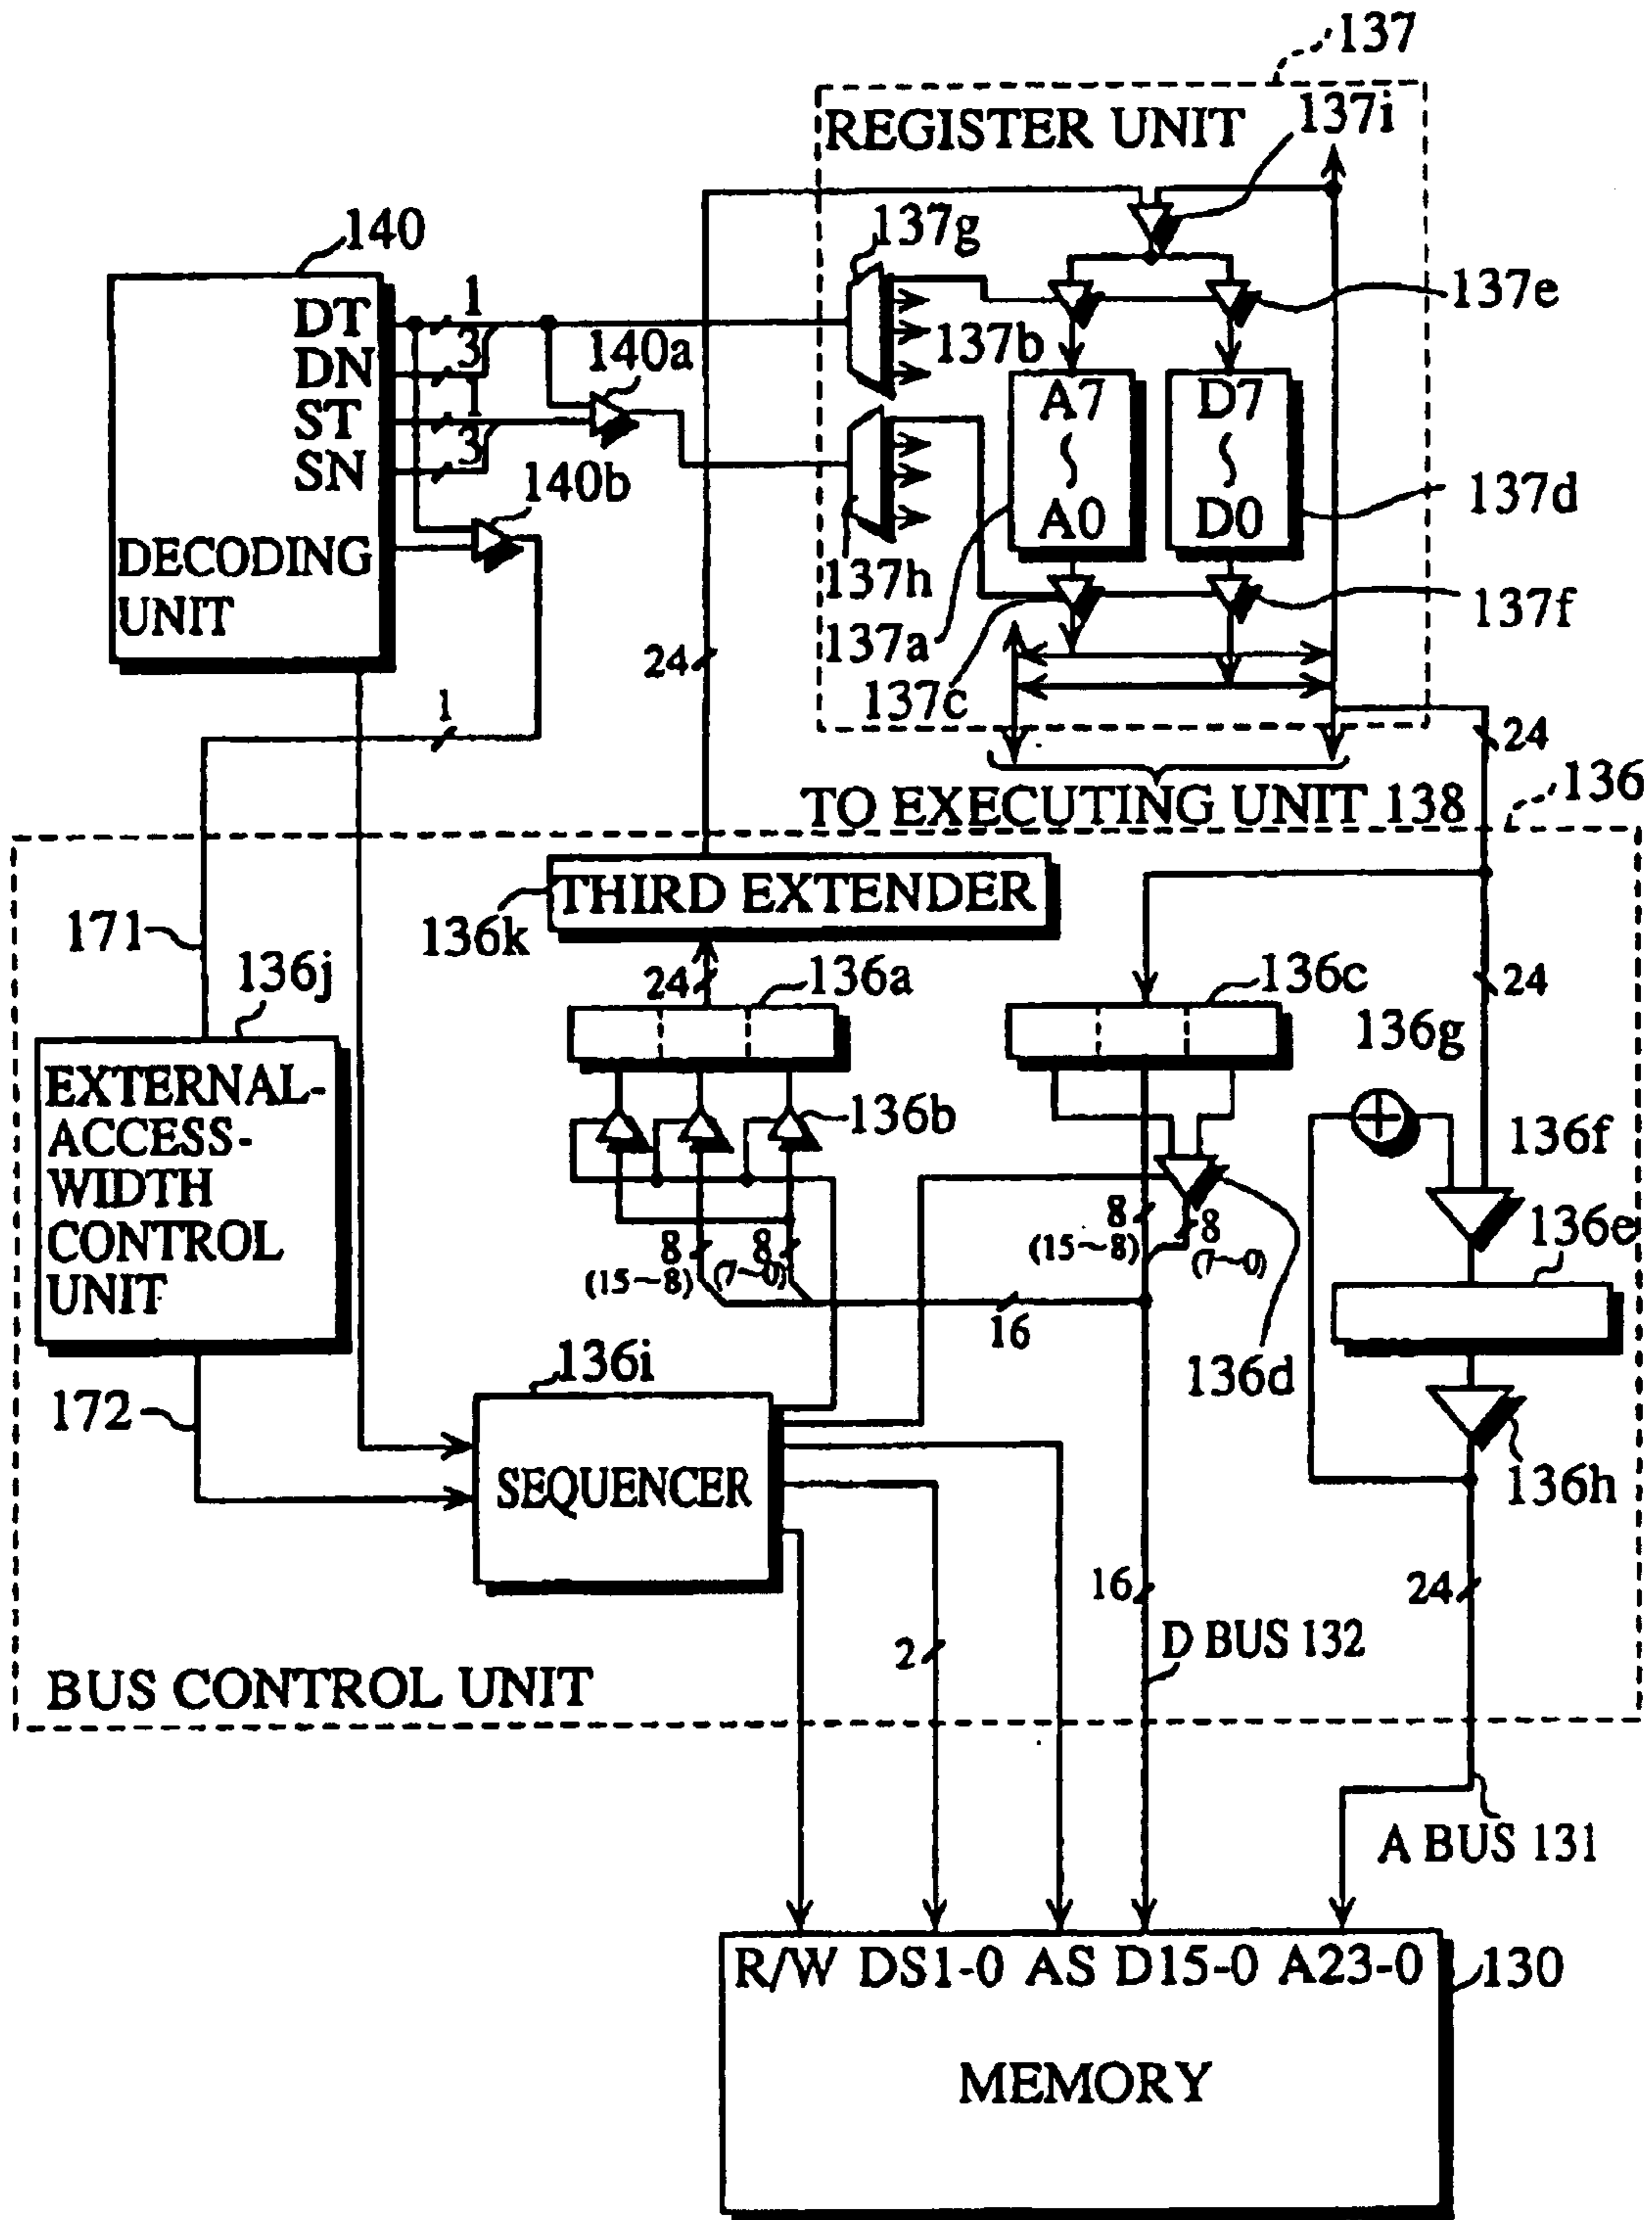 137
REGISTER UNIT
137i
140
137g
DT
1
137e
DN
3
140a
137b
ST
1
A7
D7
SN
3
140b
A0
D0
137d
DECODING
UNIT
137h
137f
137a
24
137c
1
24
TO EXECUTING UNIT 138
136
THIRD EXTENDER
171
136k
136j
24
136a
136c
24
136g
EXTERNAL-
ACCESS-
WIDTH
CONTROL
UNIT
136b
136f
8
(15~8)
8
(7~0)
8
(15~8)
8
(7~0)
136e
16
136d
136i
172
SEQUENCER
136h
16
24
2
D BUS 132
BUS CONTROL UNIT
A BUS 131
R/W DS1-0 AS D15-0 A23-0
130
MEMORY